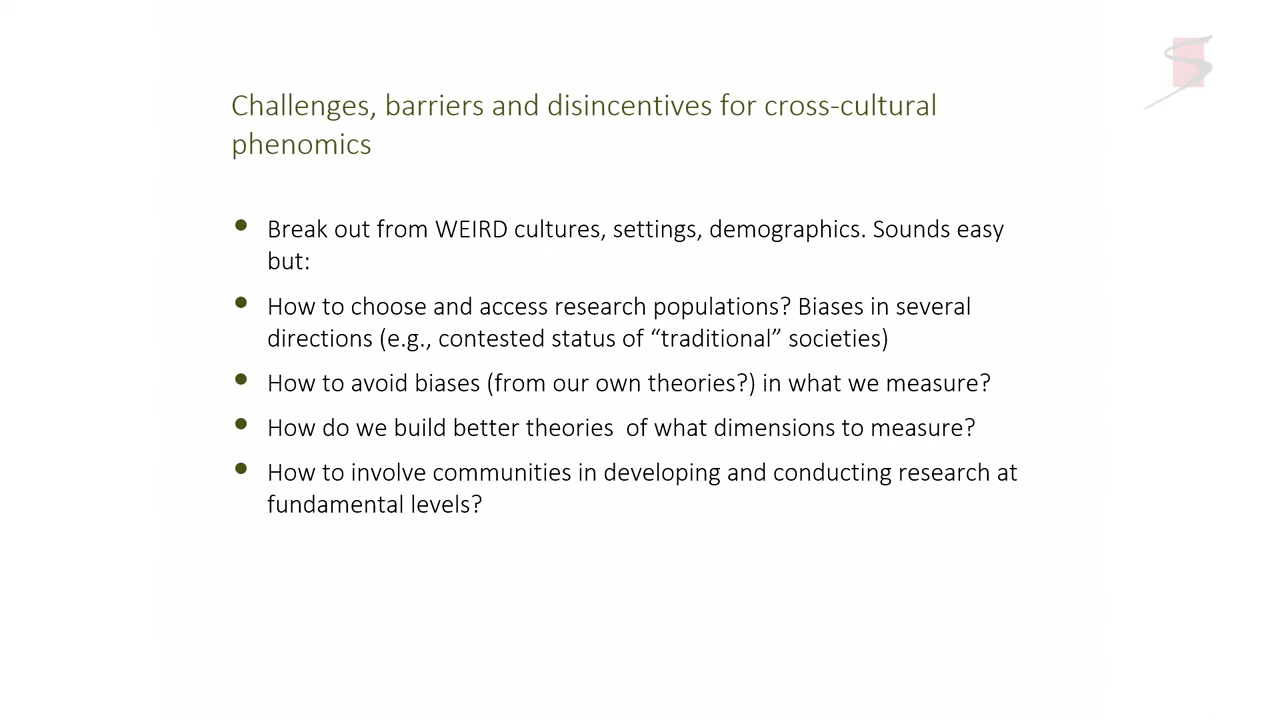 Challenges, barriers and disincentives for cross-cultural
phenomics
• Break out from WEIRD cultures, settings, demographics. Sounds easy
but:
• How to choose and access research populations? Biases in several
directions (e.g., contested status of “traditional” societies)
• How to avoid biases (from our own theories?) in what we measure?
• How do we build better theories  of what dimensions to measure?
• How to involve communities in developing and conducting research at
fundamental levels?